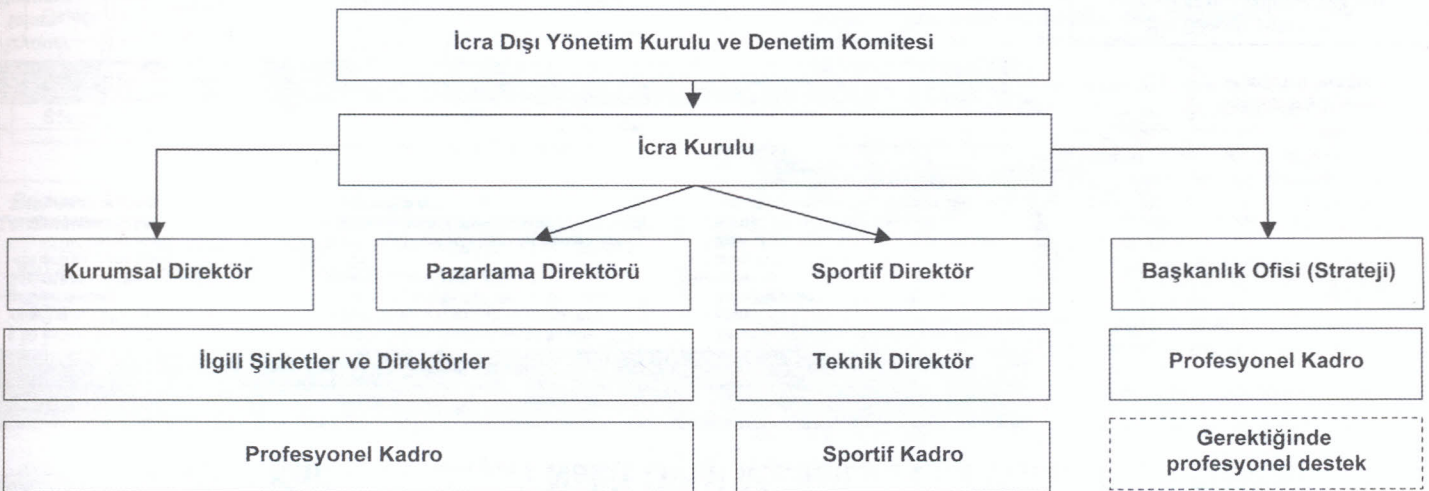 İcra Dışı Yönetim Kurulu ve Denetim Komitesi
İcra Kurulu
Kurumsal Direktör
Pazarlama Direktörü
Sportif Direktör
Başkanlık Ofisi (Strateji)
İlgili Şirketler ve Direktörler
Teknik Direktör
Profesyonel Kadro
Profesyonel Kadro
Sportif Kadro
Gerektiğinde
profesyonel destek